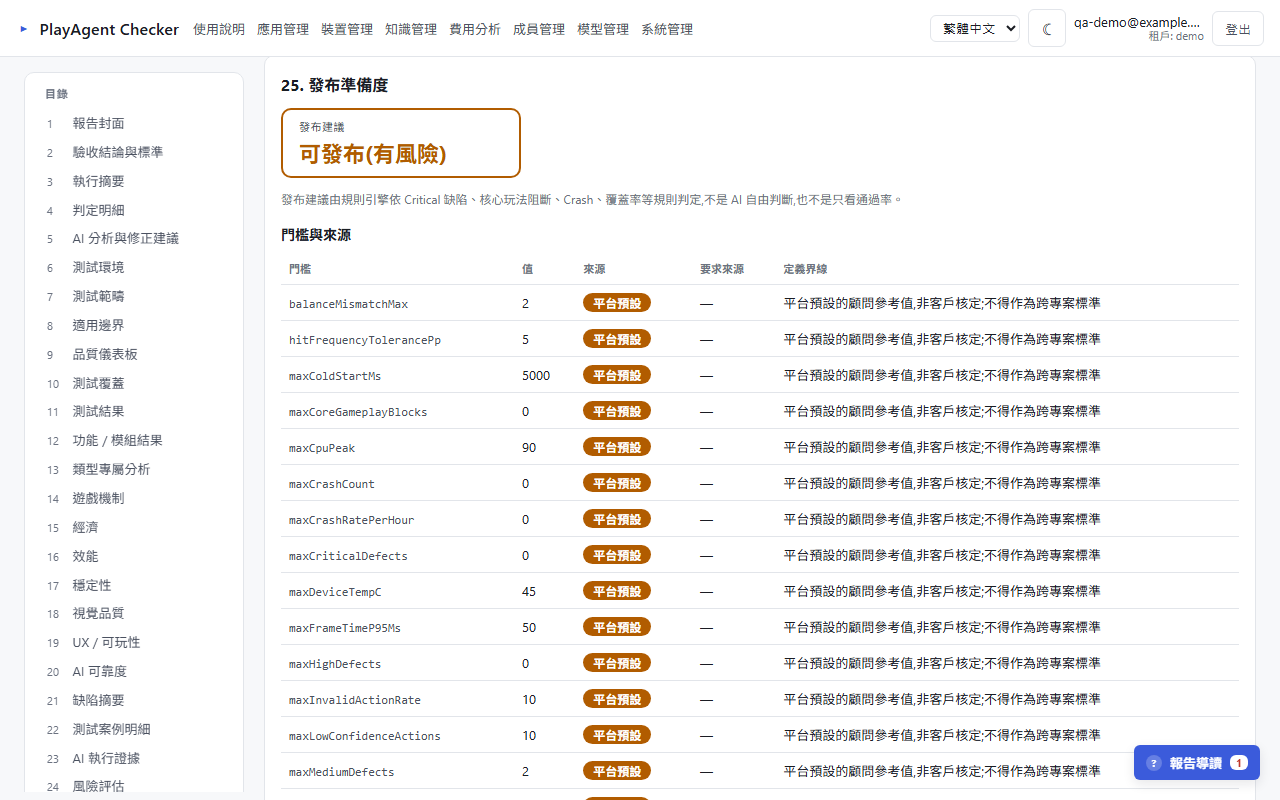 PlayAgent Checker 使用說明 應用管理 裝置管理 知識管理 費用分析 成員管理 模型管理 系統管理 繁體中文 qa-demo@example.... 登出
租戶: demo
目錄
1 報告封面
2 驗收結論與標準
3 執行摘要
4 判定明細
5 AI 分析與修正建議
6 測試環境
7 測試範疇
8 適用邊界
9 品質儀表板
10 測試覆蓋
11 測試結果
12 功能 / 模組結果
13 類型專屬分析
14 遊戲機制
15 經濟
16 效能
17 穩定性
18 視覺品質
19 UX / 可玩性
20 AI 可靠度
21 缺陷摘要
22 測試案例明細
23 AI 執行證據
24 風險評估
25. 發布準備度
發布建議
可發布(有風險)
發布建議由規則引擎依 Critical 缺陷、核心玩法阻斷、Crash、覆蓋率等規則判定,不是 AI 自由判斷,也不是只看通過率。
門檻與來源
門檻 值 來源 要求來源 定義界線
balanceMismatchMax 2 平台預設 — 平台預設的顧問參考值,非客戶核定;不得作為跨專案標準
hitFrequencyTolerancePp 5 平台預設 — 平台預設的顧問參考值,非客戶核定;不得作為跨專案標準
maxColdStartMs 5000 平台預設 — 平台預設的顧問參考值,非客戶核定;不得作為跨專案標準
maxCoreGameplayBlocks 0 平台預設 — 平台預設的顧問參考值,非客戶核定;不得作為跨專案標準
maxCpuPeak 90 平台預設 — 平台預設的顧問參考值,非客戶核定;不得作為跨專案標準
maxCrashCount 0 平台預設 — 平台預設的顧問參考值,非客戶核定;不得作為跨專案標準
maxCrashRatePerHour 0 平台預設 — 平台預設的顧問參考值,非客戶核定;不得作為跨專案標準
maxCriticalDefects 0 平台預設 — 平台預設的顧問參考值,非客戶核定;不得作為跨專案標準
maxDeviceTempC 45 平台預設 — 平台預設的顧問參考值,非客戶核定;不得作為跨專案標準
maxFrameTimeP95Ms 50 平台預設 — 平台預設的顧問參考值,非客戶核定;不得作為跨專案標準
maxHighDefects 0 平台預設 — 平台預設的顧問參考值,非客戶核定;不得作為跨專案標準
maxInvalidActionRate 10 平台預設 — 平台預設的顧問參考值,非客戶核定;不得作為跨專案標準
maxLowConfidenceActions 10 平台預設 — 平台預設的顧問參考值,非客戶核定;不得作為跨專案標準
maxMediumDefects 2 平台預設 — 平台預設的顧問參考值,非客戶核定;不得作為跨專案標準
? 報告導讀 1